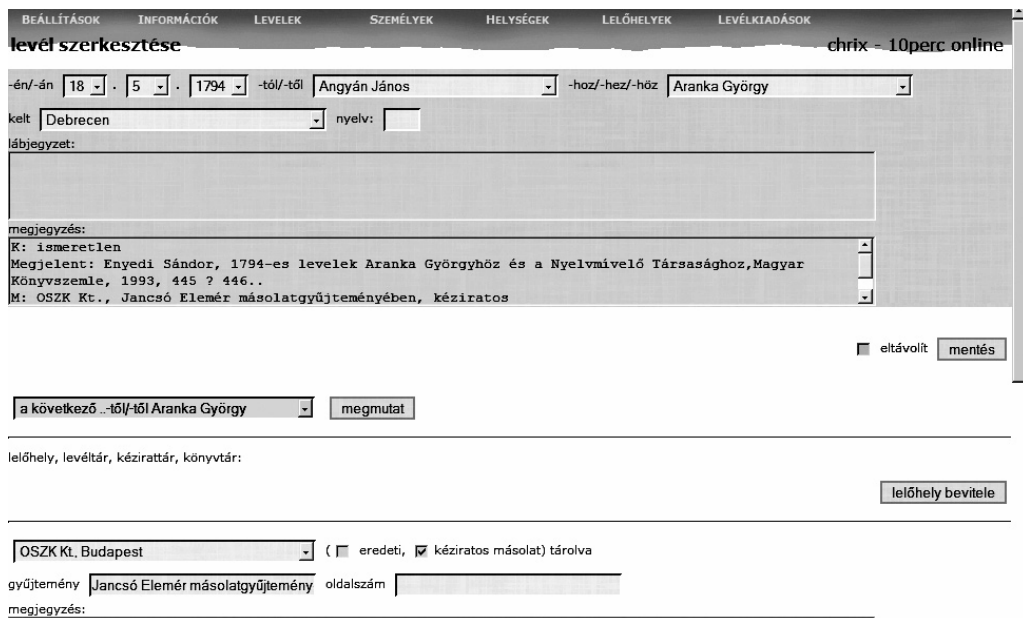 BEÁLLÍTÁSOK INFORMÁCIÓK LEVELEK SZEMÉLYEK HELYSÉGEK LELŐHELYEK LEVÉLKIADÁSOK
levél szerkesztése chrix - 10perc online
-én/-án 18 . 5 . 1794 -tól/-től Angyán János -hoz/-hez/-höz Aranka György
kelt Debrecen nyelv:
lábjegyzet:
megjegyzés:
K: ismeretlen
Megjelent: Enyedi Sándor, 1794-es levelek Aranka Györgyhöz és a Nyelvmívelő Társasághoz,Magyar
Könyvszemle, 1993, 445 ? 446..
M: OSZK Kt., Jancsó Elemér másolatgyűjteményében, kéziratos
eltávolít mentés
a következő ..-től/-től Aranka György megmutat
lelőhely, levéltár, kézirattár, könyvtár:
lelőhely bevitele
OSZK Kt., Budapest ( eredeti, kéziratos másolat) tárolva
gyűjtemény Jancsó Elemér másolatgyűjtemény oldalszám
megjegyzés: